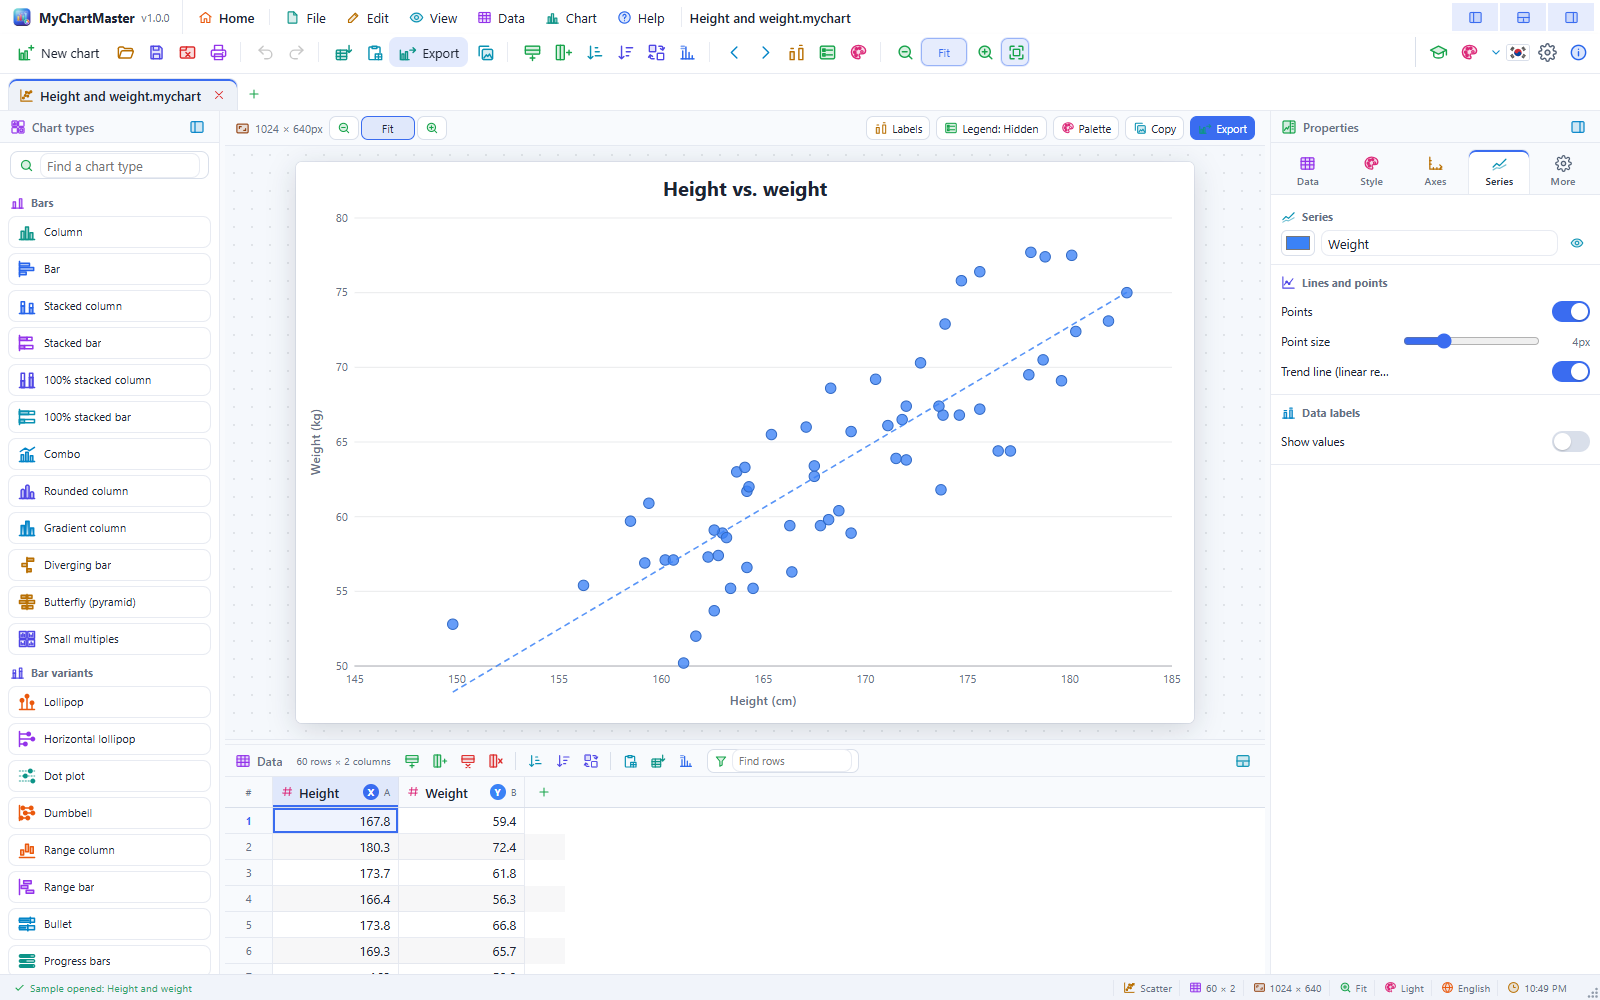 MyChartMaster v1.0.0 Home File Edit View Data Chart Help Height and weight.mychart
New chart Export Fit
Height and weight.mychart
Chart types
1024 × 640px Fit Labels Legend: Hidden Palette Copy Export
Properties
Find a chart type
Data Style Axes Series More
Bars
Column
Bar
Stacked column
Stacked bar
100% stacked column
100% stacked bar
Combo
Rounded column
Gradient column
Diverging bar
Butterfly (pyramid)
Small multiples
Bar variants
Lollipop
Horizontal lollipop
Dot plot
Dumbbell
Range column
Range bar
Bullet
Progress bars
Height vs. weight
80
75
70
65
60
55
50
Weight (kg)
145 150 155 160 165 170 175 180 185
Height (cm)
Series
Weight
Lines and points
Points
Point size 4px
Trend line (linear re...
Data labels
Show values
Data 60 rows × 2 columns Find rows
# Height X A Weight Y B
1 167.8 59.4
2 180.3 72.4
3 173.7 61.8
4 166.4 56.3
5 173.8 66.8
6 169.3 65.7
Sample opened: Height and weight
Scatter 60 × 2 1024 × 640 Fit Light English 10:49 PM